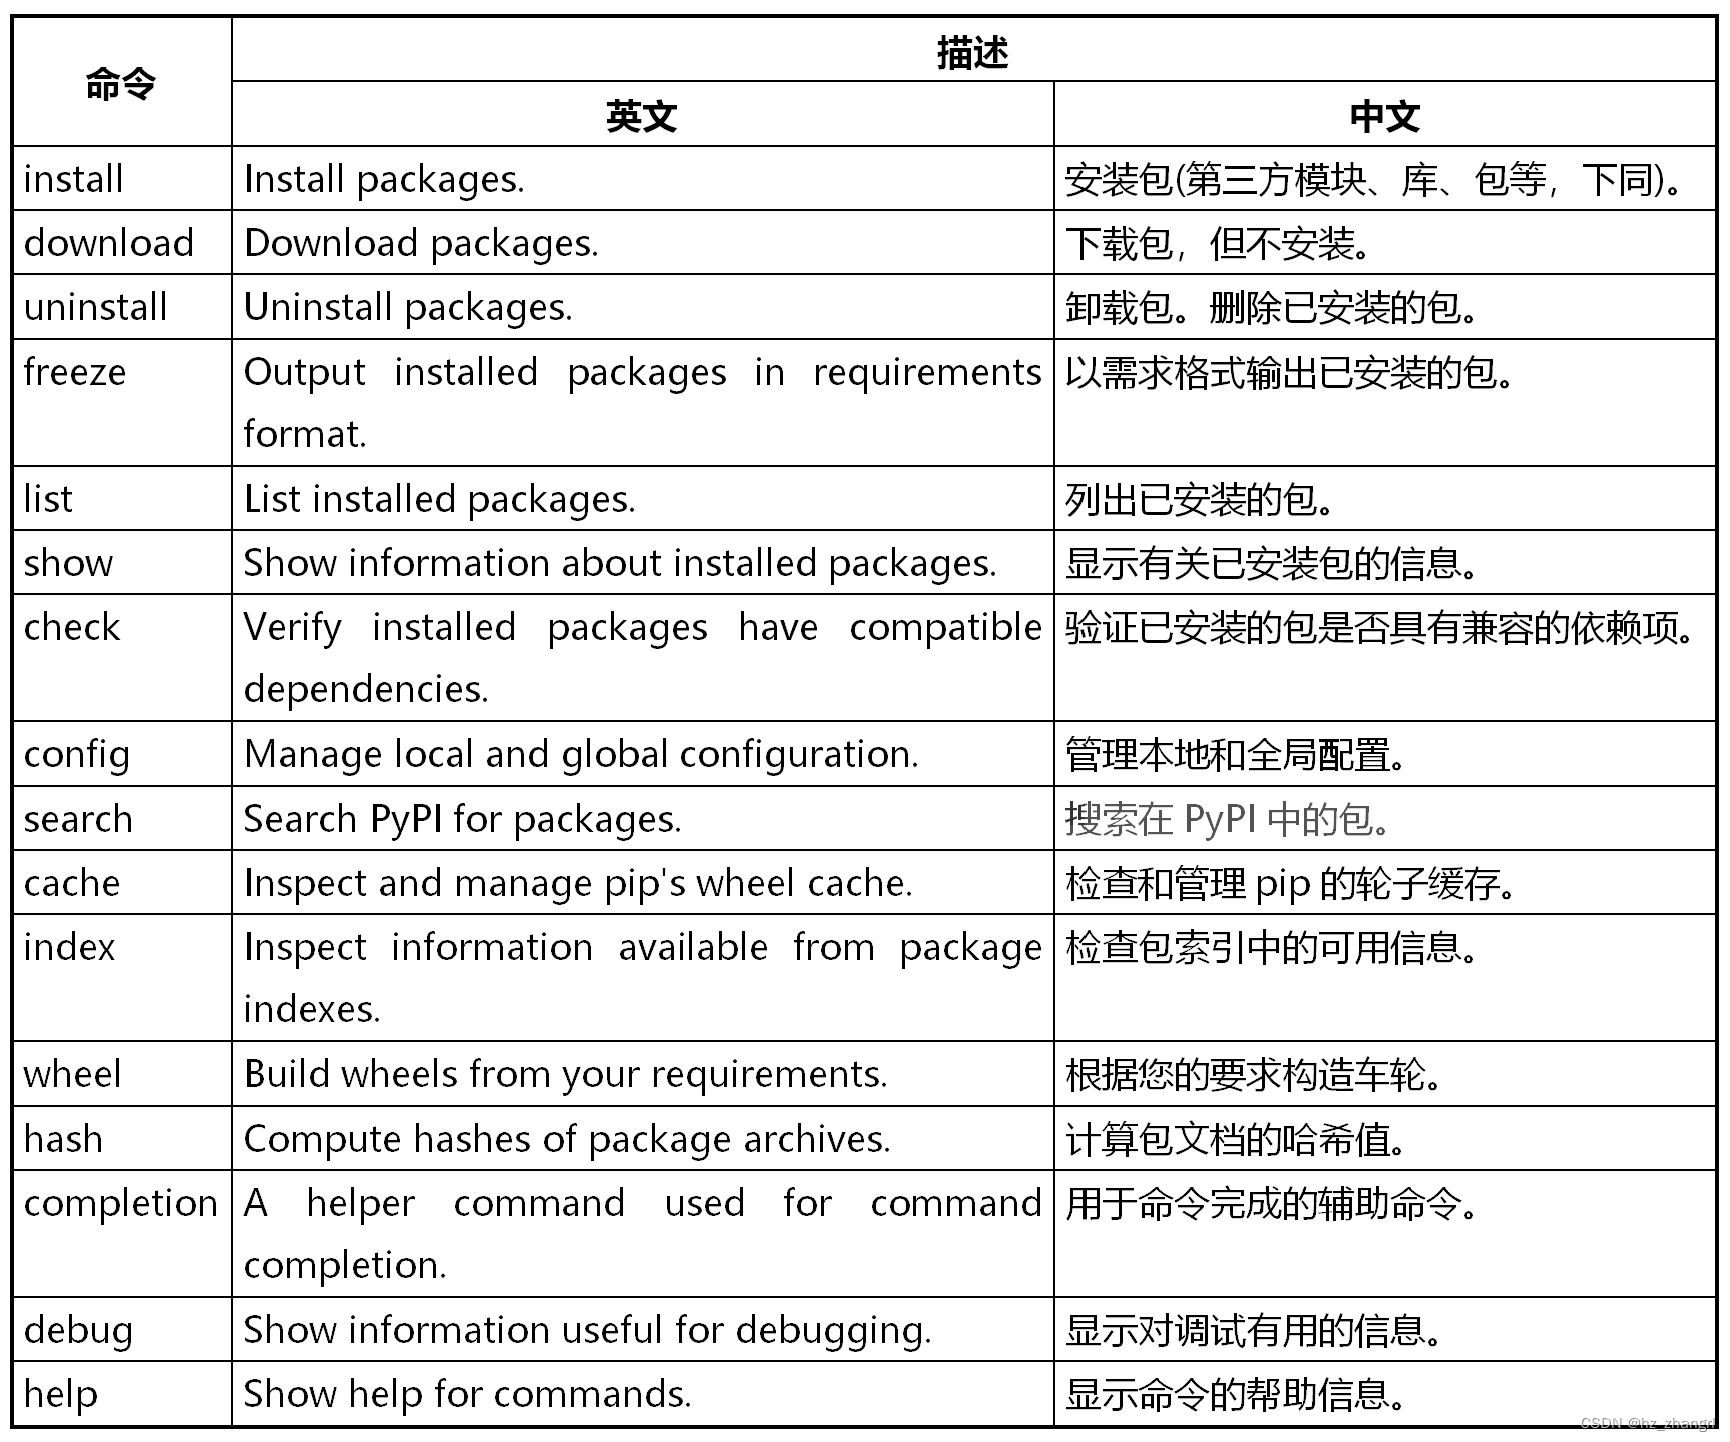 命令
描述
英文
中文
install
Install packages.
安装包(第三方模块、库、包等，下同)。
download
Download packages.
下载包，但不安装。
uninstall
Uninstall packages.
卸载包。删除已安装的包。
freeze
Output installed packages in requirements
format.
以需求格式输出已安装的包。
list
List installed packages.
列出已安装的包。
show
Show information about installed packages.
显示有关已安装包的信息。
check
Verify installed packages have compatible
dependencies.
验证已安装的包是否具有兼容的依赖项。
config
Manage local and global configuration.
管理本地和全局配置。
search
Search PyPI for packages.
搜索在 PyPI 中的包。
cache
Inspect and manage pip's wheel cache.
检查和管理 pip 的轮子缓存。
index
Inspect information available from package
indexes.
检查包索引中的可用信息。
wheel
Build wheels from your requirements.
根据您的要求构造车轮。
hash
Compute hashes of package archives.
计算包文档的哈希值。
completion
A helper command used for command
completion.
用于命令完成的辅助命令。
debug
Show information useful for debugging.
显示对调试有用的信息。
help
Show help for commands.
显示命令的帮助信息。
CSDN @hz_zhangrl